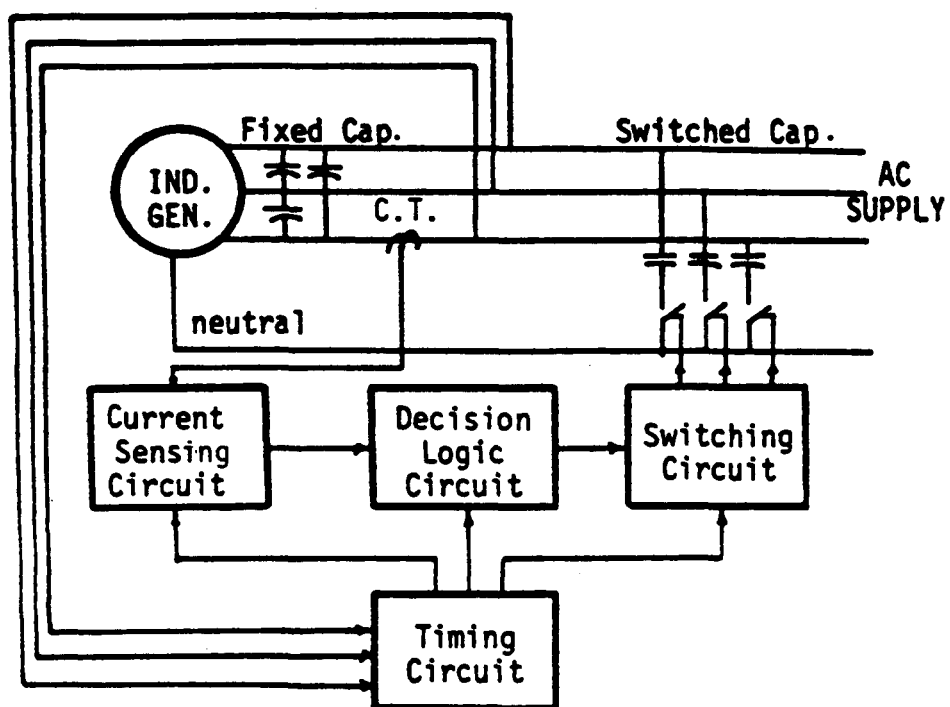 Fixed Cap.
Switched Cap.
IND.
GEN.
C.T.
AC
SUPPLY
neutral
Current
Sensing
Circuit
Decision
Logic
Circuit
Switching
Circuit
Timing
Circuit